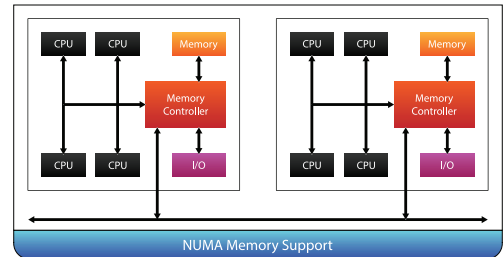 CPU CPU Memory
Memory
Controller
CPU CPU I/O
CPU CPU Memory
Memory
Controller
CPU CPU I/O
NUMA Memory Support